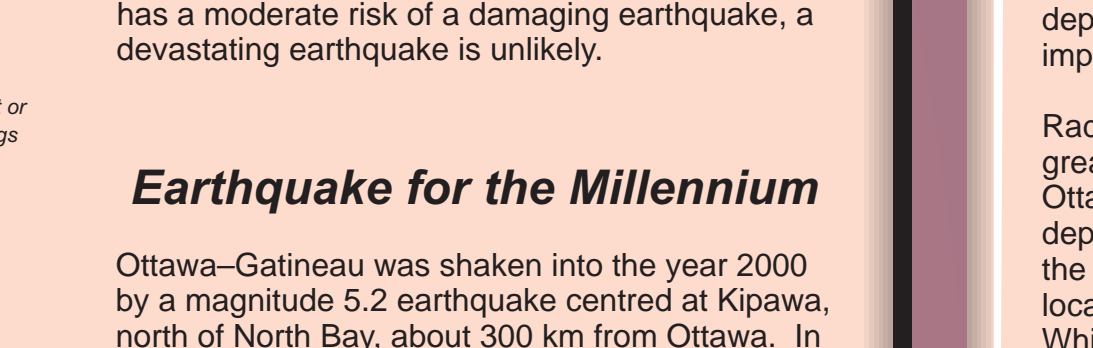 has a moderate risk of a damaging earthquake, a
devastating earthquake is unlikely.
or
Earthquake for the Millennium
Ottawa–Gatineau was shaken into the year 2000
by a magnitude 5.2 earthquake centred at Kipawa,
north of North Bay, about 300 km from Ottawa. In
the